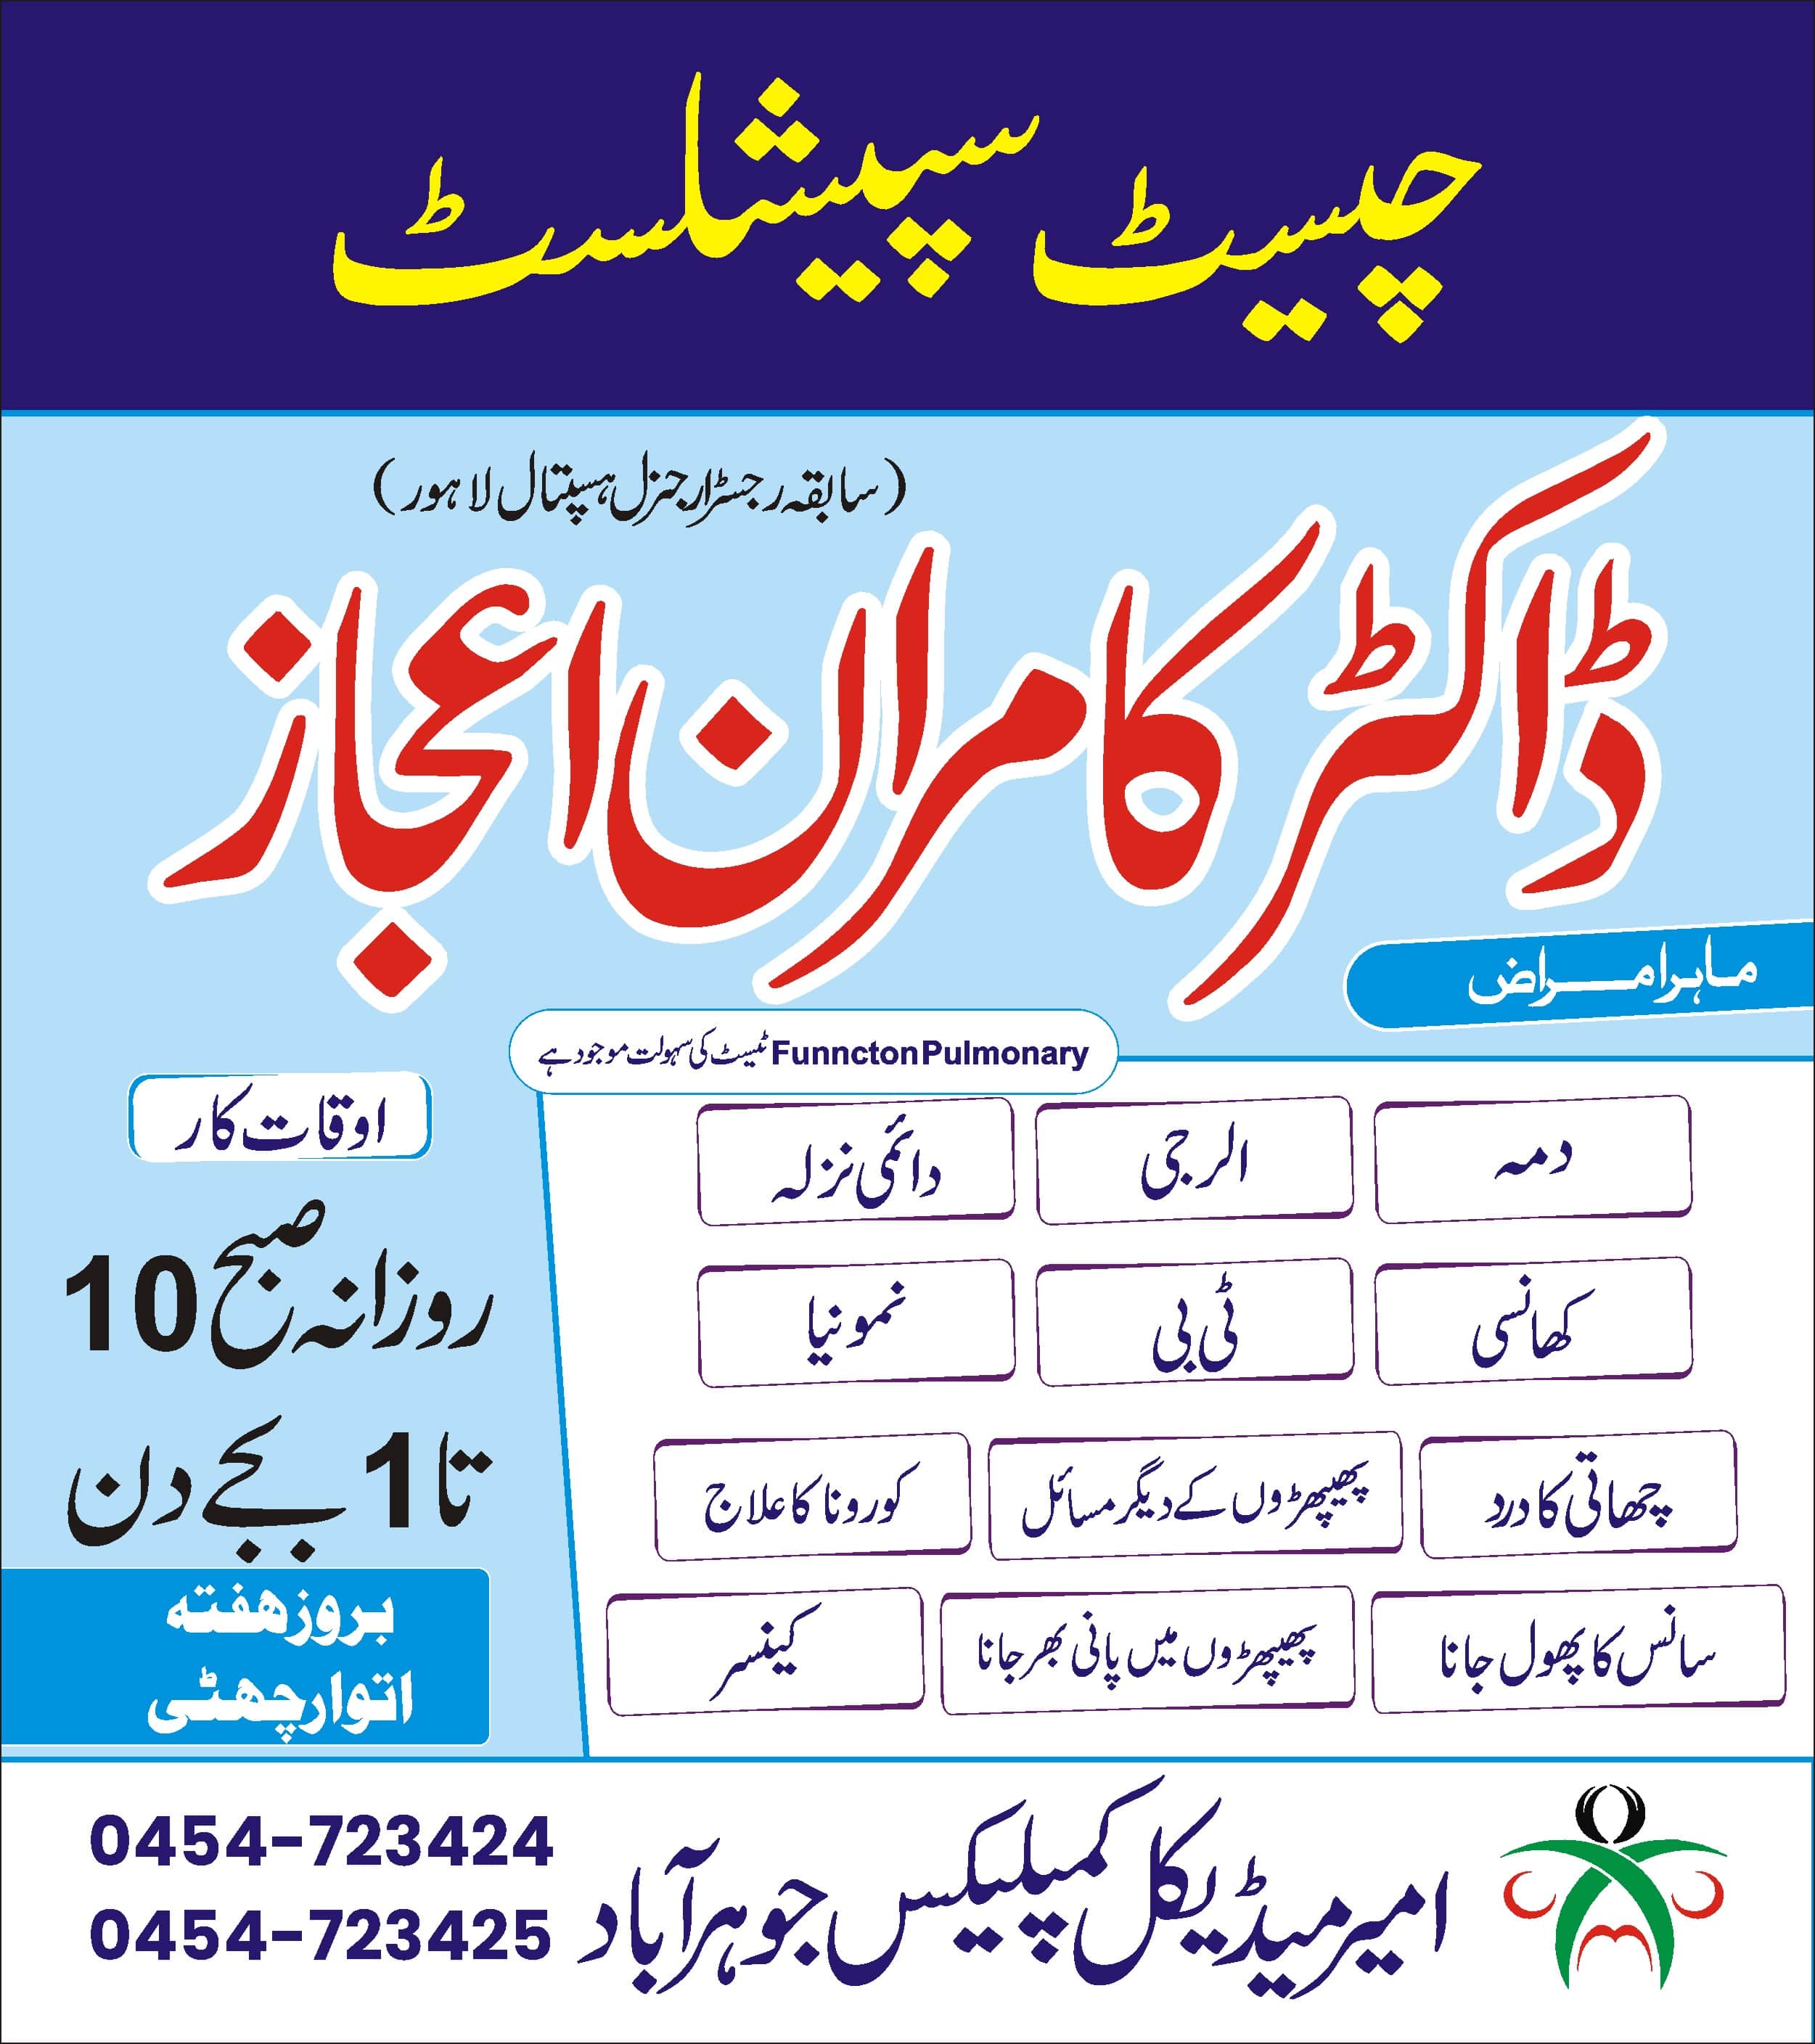 چیسٹ سپیشلسٹ
(سابقہ رجسٹرار جنرل ہسپتال لاہور)
ڈاکٹر کامران اعجاز
ماہر امراض
FunnctonPulmonary ٹیسٹ کی سہولت موجود ہے
دمہ
الرجی
دائمی نزلہ
کھانسی
ٹی بی
نمونیا
چھاتی کا درد
پھیپھڑوں کے دیگر مسائل
کورونا کا علاج
سانس کا پھول جانا
پھیپھڑوں میں پانی بھر جانا
کینسر
اوقات کار
روزانہ صبح 10
تا 1 بجے دن
بروز هفته
اتوار چھٹی
امیر میڈیکل کمپلیکس جوہر آباد
0454-723424
0454-723425